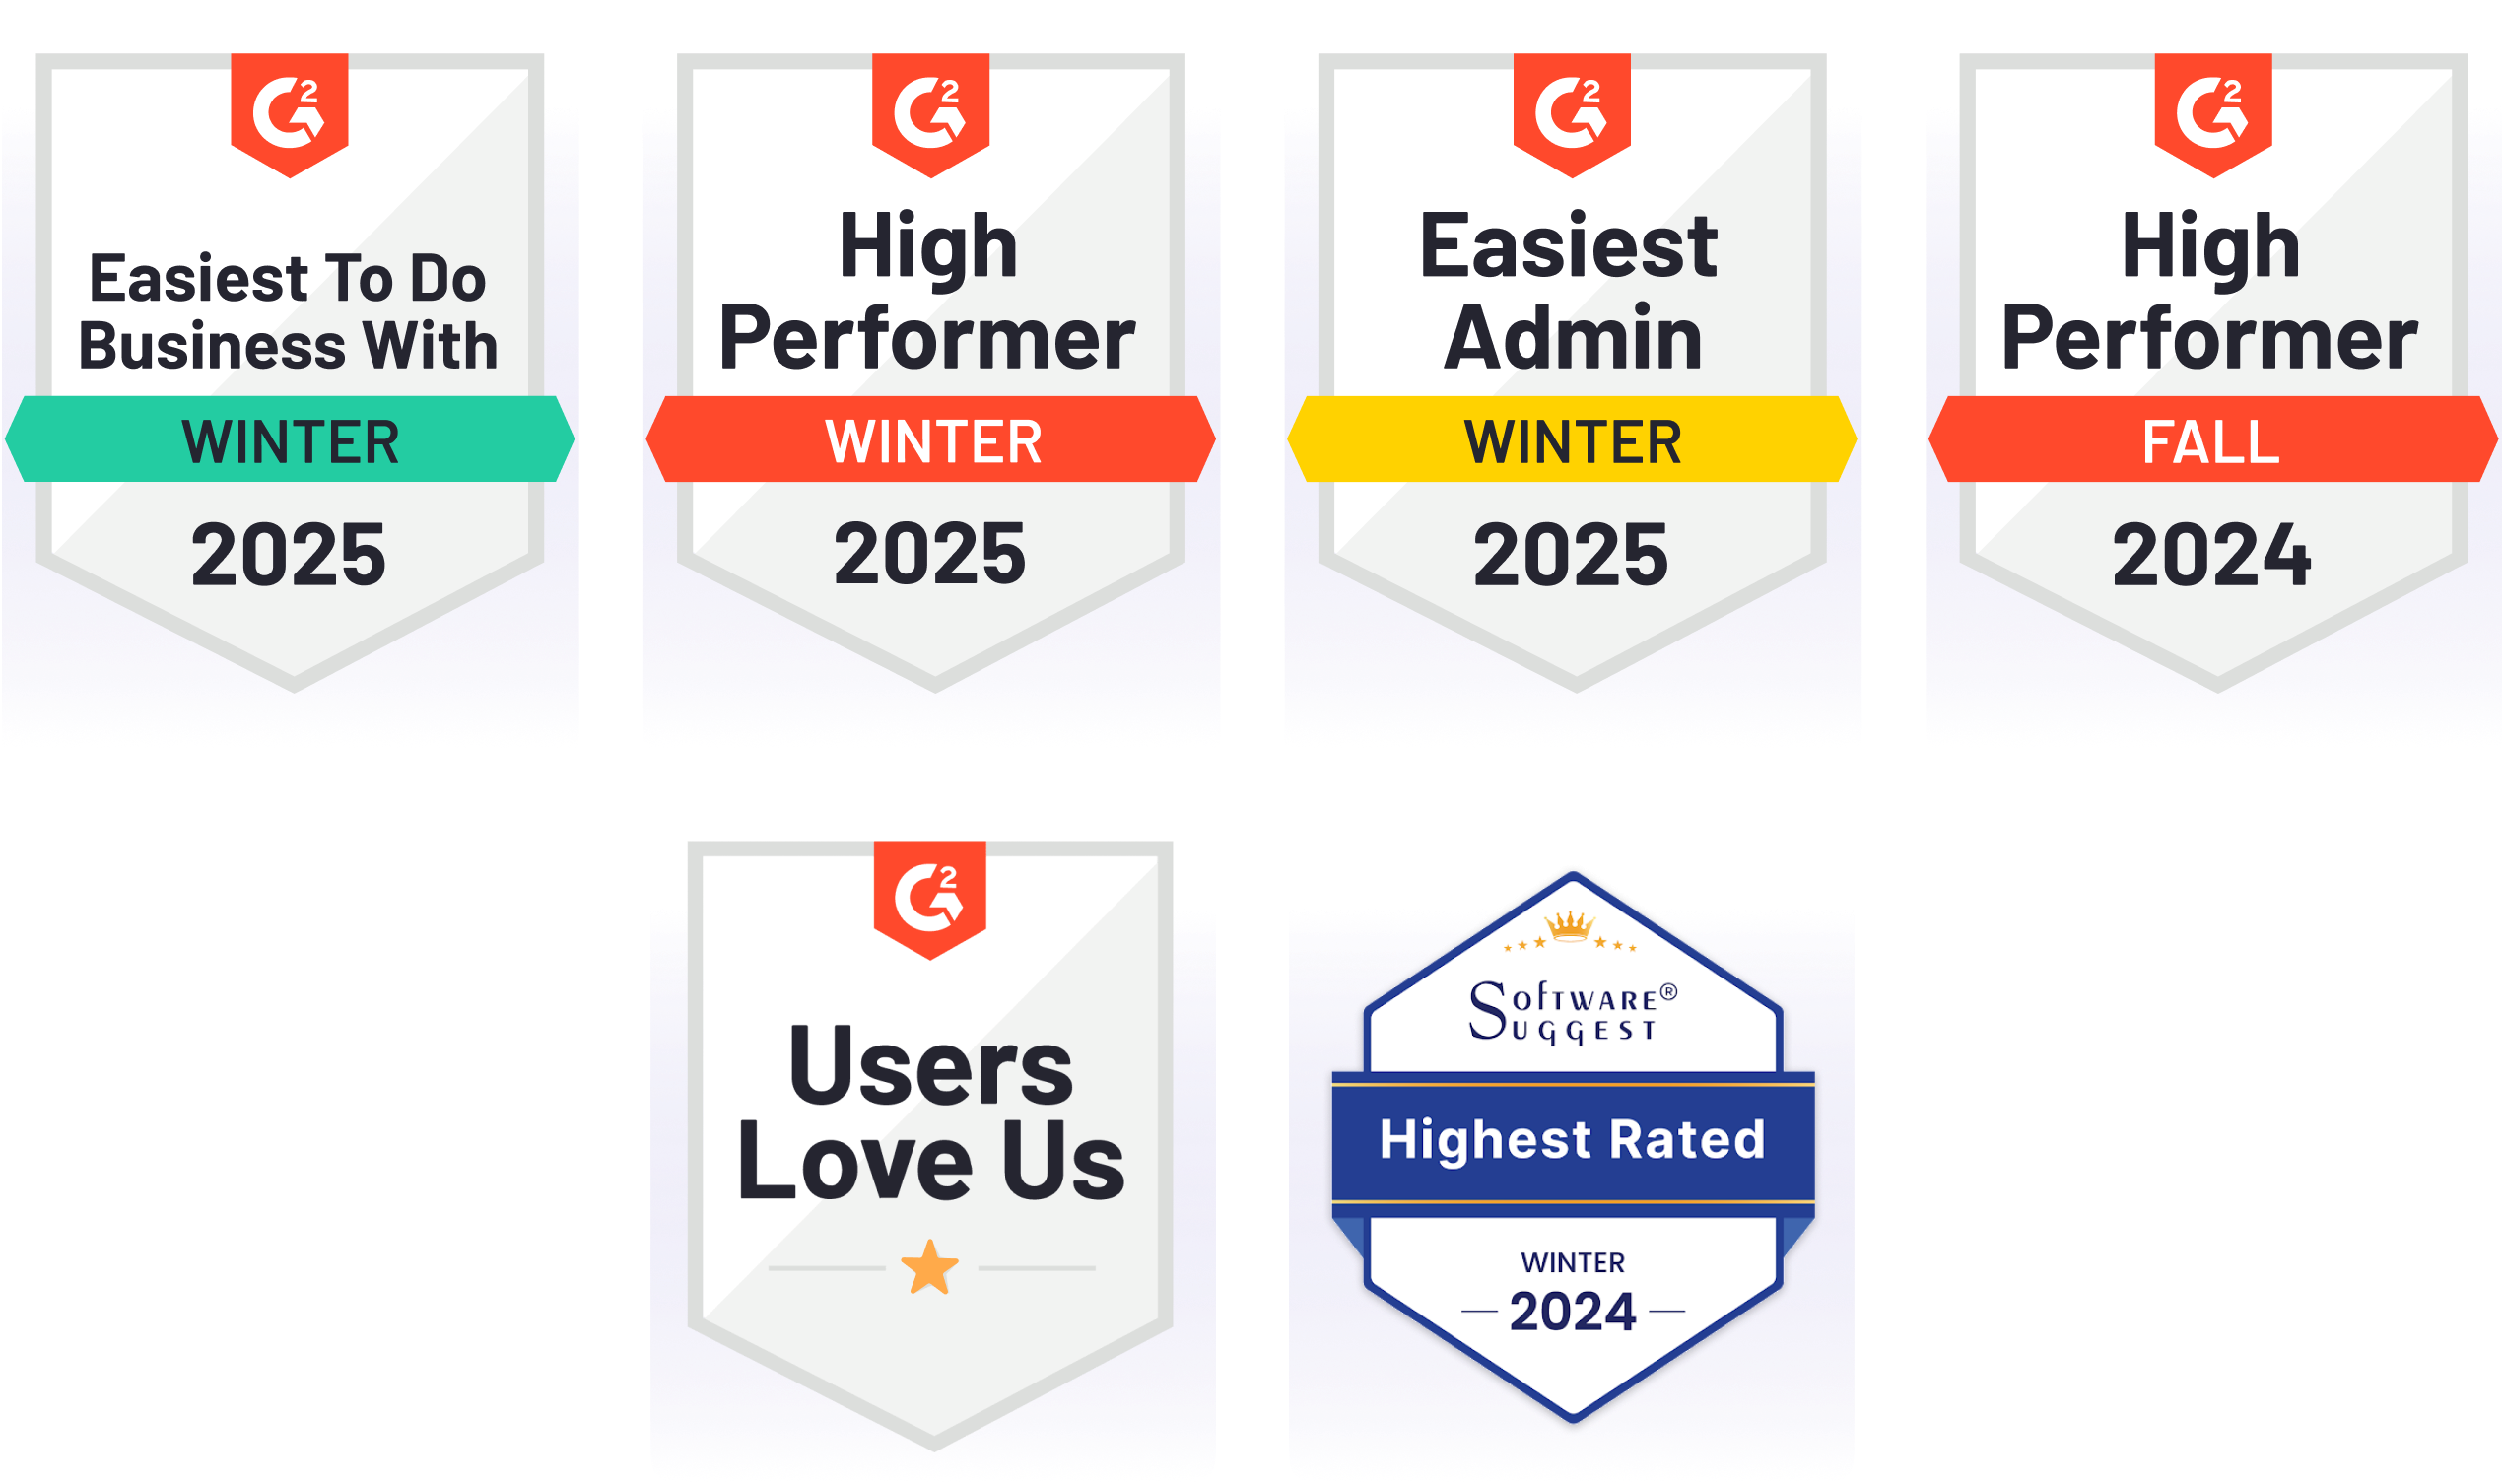 G2
Easiest To Do
Business With
WINTER
2025
G2
High
Performer
WINTER
2025
G2
Easiest
Admin
WINTER
2025
G2
High
Performer
FALL
2024
G2
Users
Love Us
SOFTWARE®
SUGGEST
Highest Rated
WINTER
2024